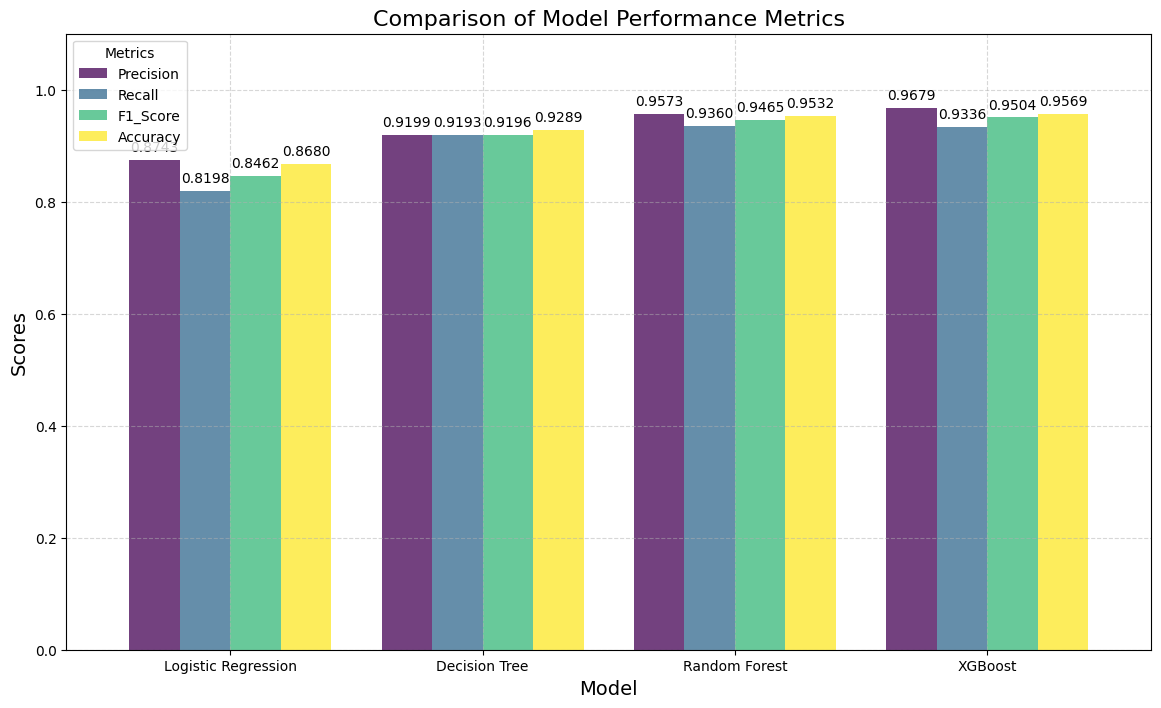 Comparison of Model Performance Metrics
Metrics
Precision
Recall
F1_Score
Accuracy
0.8743
0.8198
0.8462
0.8680
0.9199
0.9193
0.9196
0.9289
0.9573
0.9360
0.9465
0.9532
0.9679
0.9336
0.9504
0.9569
1.0
0.8
0.6
0.4
0.2
0.0
Scores
Logistic Regression
Decision Tree
Random Forest
XGBoost
Model